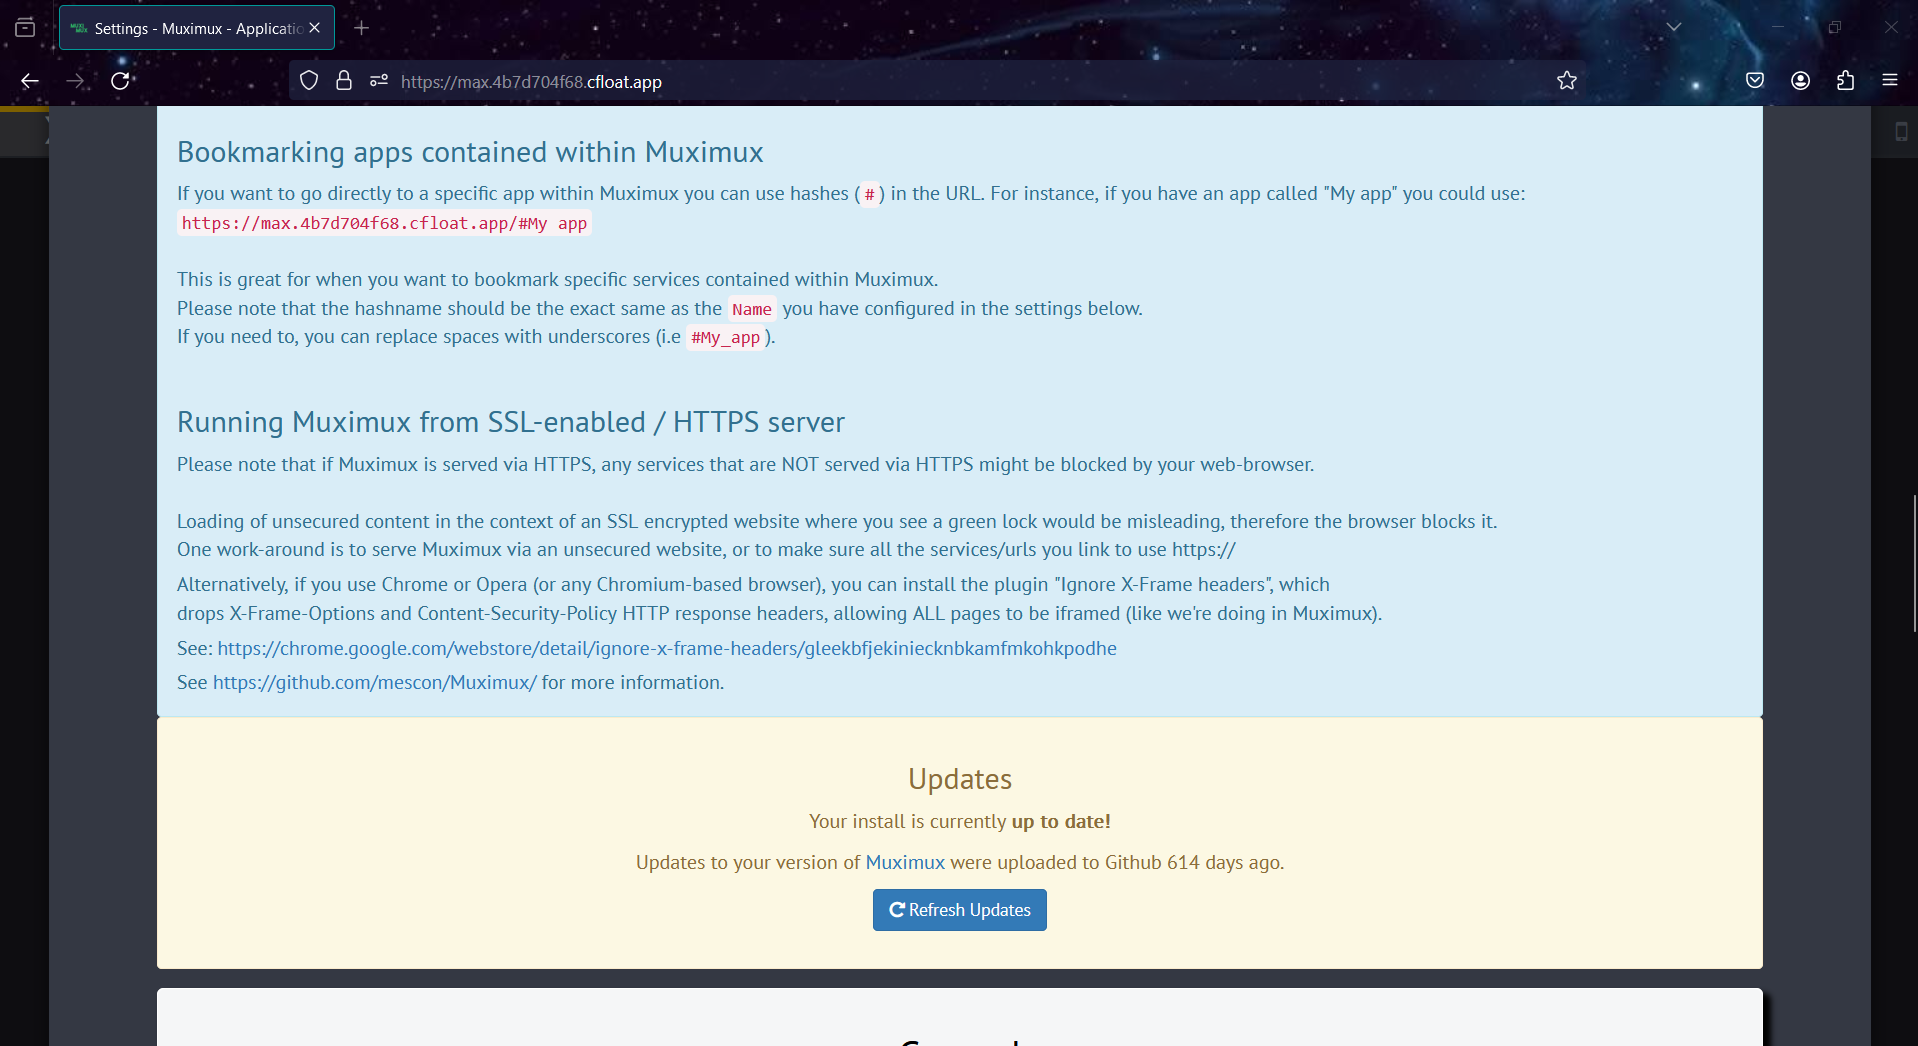 Settings - Muximux - Applicatio
https://max.4b7d704f68.cfloat.app
Bookmarking apps contained within Muximux
If you want to go directly to a specific app within Muximux you can use hashes (#) in the URL. For instance, if you have an app called "My app" you could use:
https://max.4b7d704f68.cfloat.app/#My app
This is great for when you want to bookmark specific services contained within Muximux.
Please note that the hashname should be the exact same as the Name you have configured in the settings below.
If you need to, you can replace spaces with underscores (i.e #My_app).
Running Muximux from SSL-enabled / HTTPS server
Please note that if Muximux is served via HTTPS, any services that are NOT served via HTTPS might be blocked by your web-browser.
Loading of unsecured content in the context of an SSL encrypted website where you see a green lock would be misleading, therefore the browser blocks it.
One work-around is to serve Muximux via an unsecured website, or to make sure all the services/urls you link to use https://
Alternatively, if you use Chrome or Opera (or any Chromium-based browser), you can install the plugin "Ignore X-Frame headers", which
drops X-Frame-Options and Content-Security-Policy HTTP response headers, allowing ALL pages to be iframed (like we're doing in Muximux).
See: https://chrome.google.com/webstore/detail/ignore-x-frame-headers/gleekbfjekiniecknbkamfmkohkpodhe
See https://github.com/mescon/Muximux/ for more information.
Updates
Your install is currently up to date!
Updates to your version of Muximux were uploaded to Github 614 days ago.
Refresh Updates